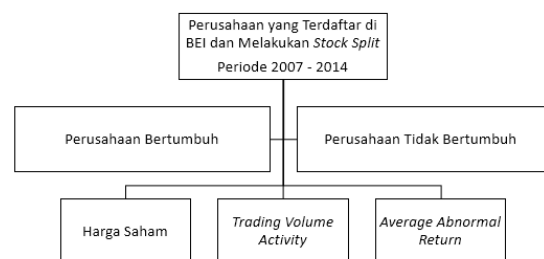 Perusahaan yang Terdaftar di
BEI dan Melakukan Stock Split
Periode 2007 - 2014
Perusahaan Bertumbuh
Perusahaan Tidak Bertumbuh
Harga Saham
Trading Volume
Activity
Average Abnormal
Return